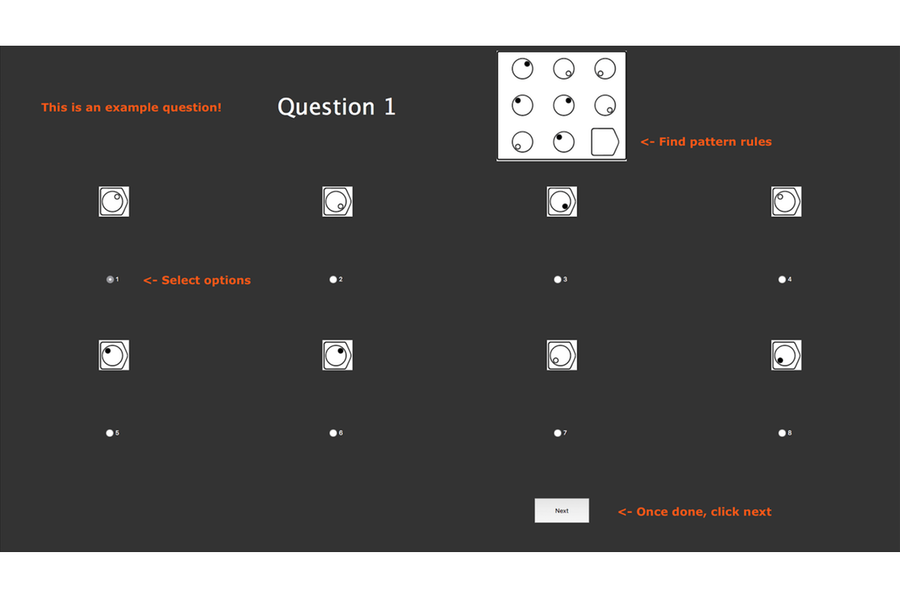 This is an example question!
Question 1
<- Find pattern rules
1
<- Select options
2
3
4
5
6
7
8
Next
<- Once done, click next